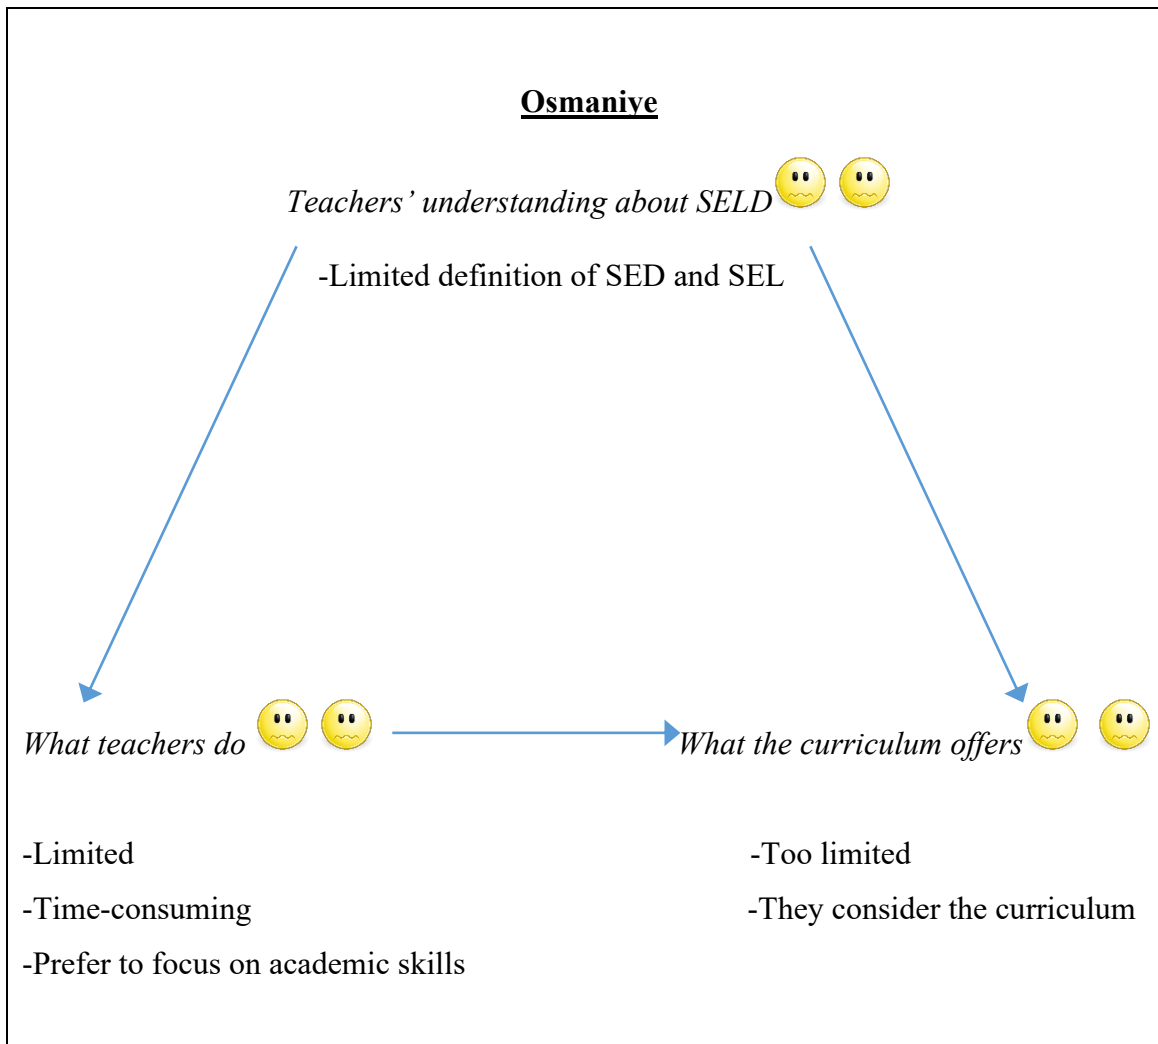 Osmaniye
Teachers’ understanding about SELD
-Limited definition of SED and SEL
What teachers do
What the curriculum offers
-Limited
-Too limited
-Time-consuming
-They consider the curriculum
-Prefer to focus on academic skills